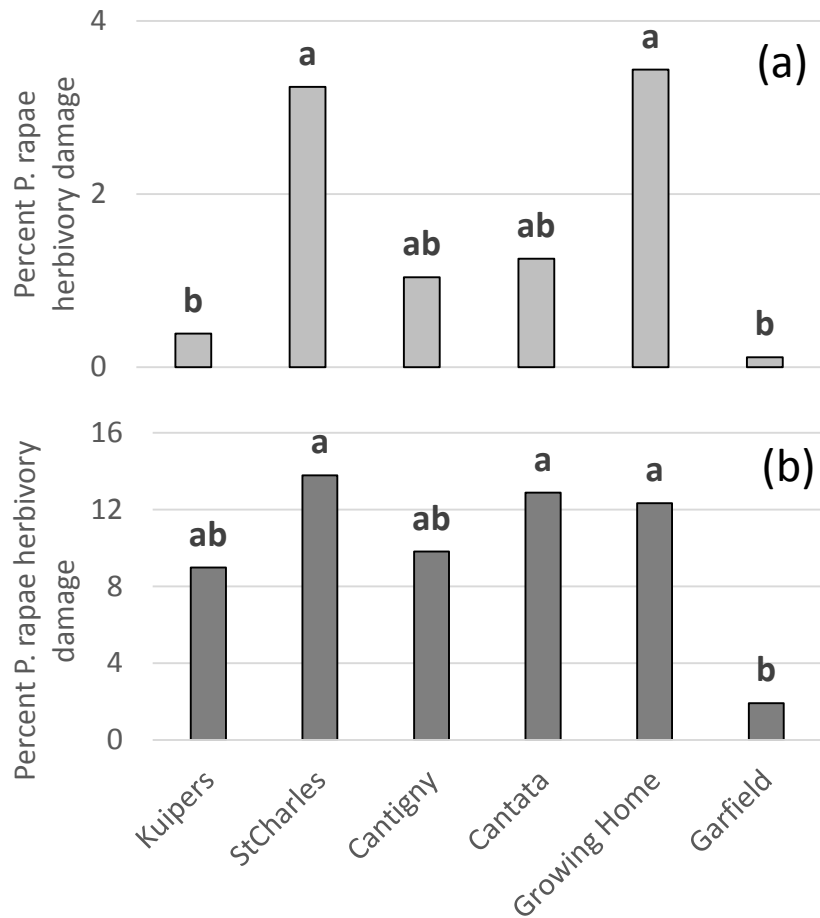 Percent P. rapae
herbivory damage
4
2
0
b
a
ab
ab
a
b
(a)
Percent P. rapae herbivory
damage
16
12
8
4
0
ab
a
ab
a
a
b
(b)
Kuipers
StCharles
Cantigny
Cantata
Growing Home
Garfield